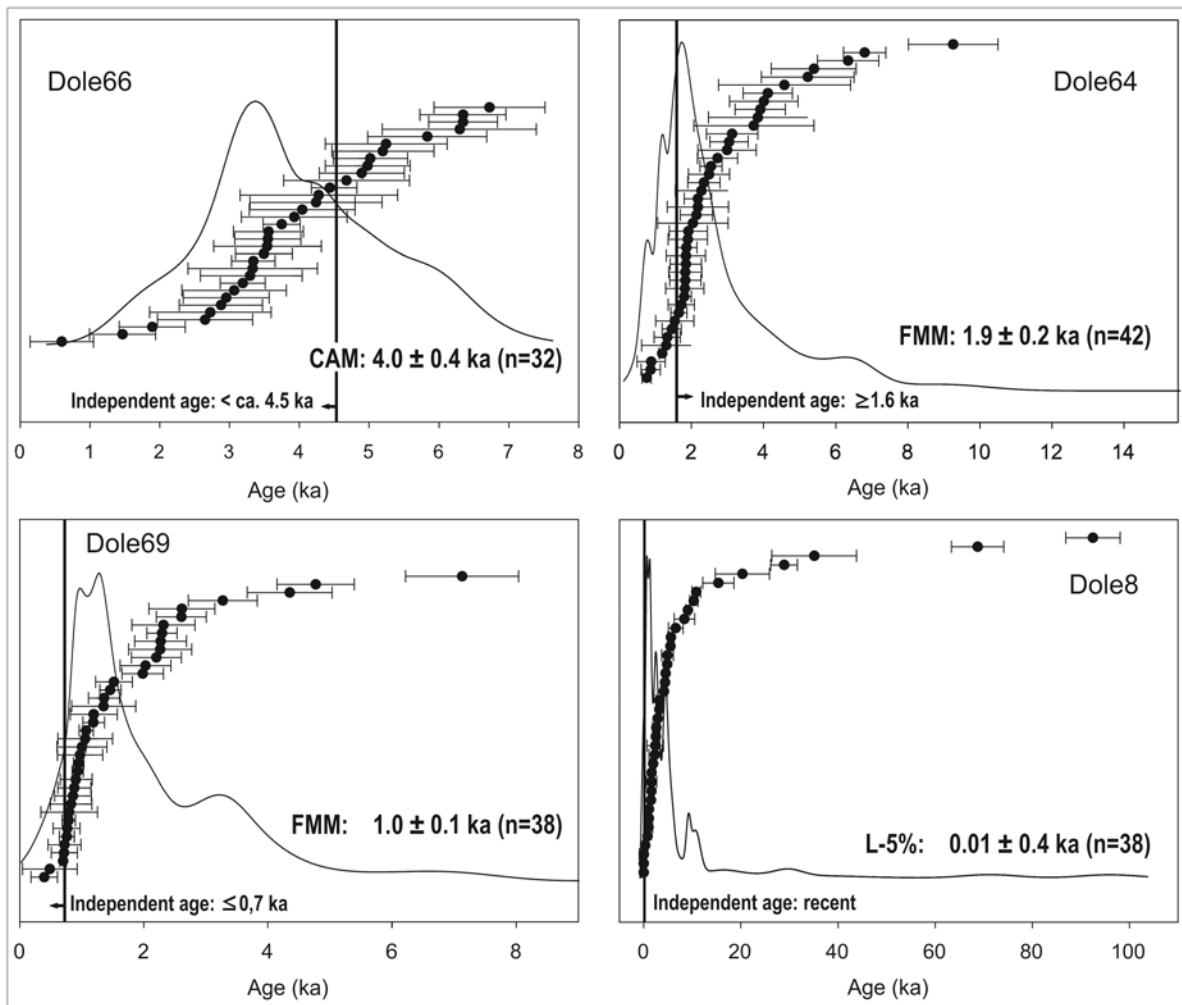 Dole66
CAM: 4.0 ± 0.4 ka (n=32)
Independent age: < ca. 4.5 ka
0 1 2 3 4 5 6 7 8
Age (ka)
Dole64
FMM: 1.9 ± 0.2 ka (n=42)
Independent age: ≥1.6 ka
0 2 4 6 8 10 12 14
Age (ka)
Dole69
FMM: 1.0 ± 0.1 ka (n=38)
Independent age: ≤0,7 ka
0 2 4 6 8
Age (ka)
Dole8
L-5%: 0.01 ± 0.4 ka (n=38)
Independent age: recent
0 20 40 60 80 100
Age (ka)